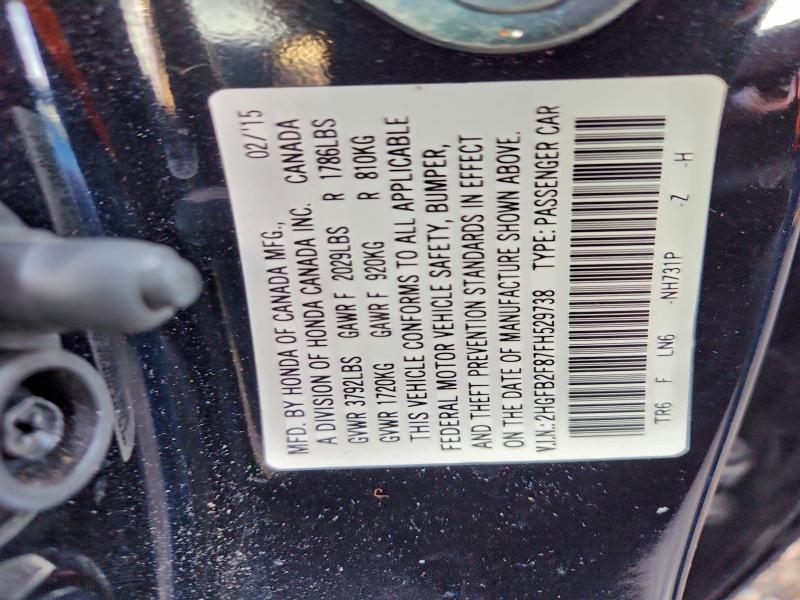 MFD. BY HONDA OF CANADA MFG., 02/'15
A DIVISION OF HONDA CANADA INC. CANADA
GVWR 3792LBS GAWR F 2029LBS R 1786LBS
GVWR 1720KG GAWR F 920KG R 810KG
THIS VEHICLE CONFORMS TO ALL APPLICABLE
FEDERAL MOTOR VEHICLE SAFETY, BUMPER,
AND THEFT PREVENTION STANDARDS IN EFFECT
ON THE DATE OF MANUFACTURE SHOWN ABOVE.
V.I.N.: 2HGFB2F87FH529738 TYPE: PASSENGER CAR
TR6 F LN6 -NH731P -Z -H